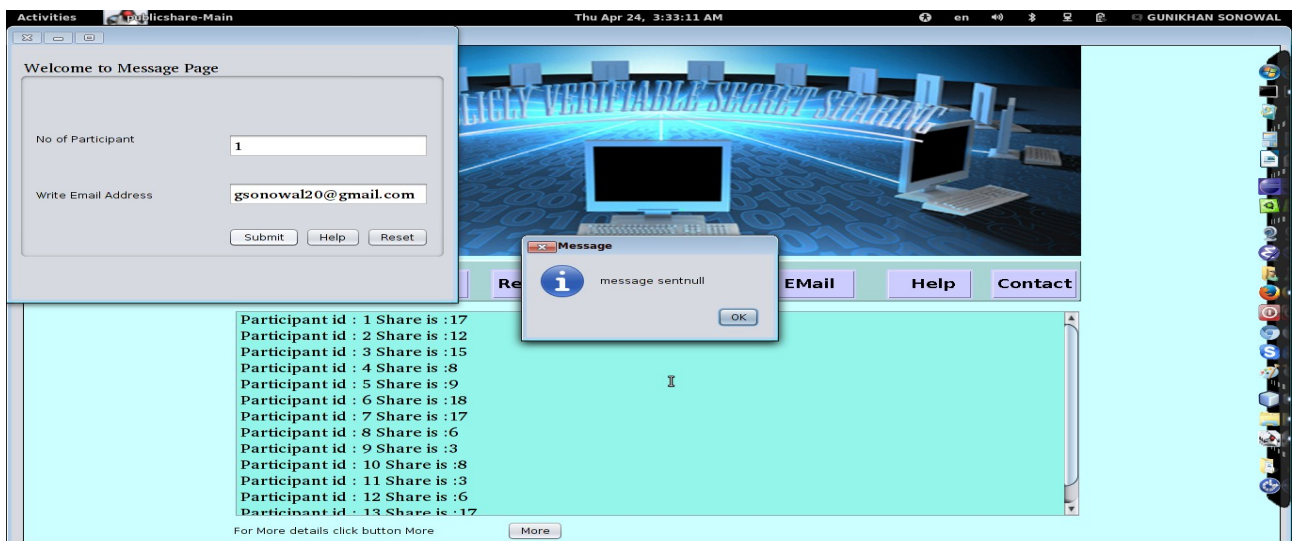 Activities publicshare-Main Thu Apr 24, 3:33:11 AM en GUNIKHAN SONOWAL
Welcome to Message Page
No of Participant 1
Write Email Address gsonowal20@gmail.com
Submit Help Reset
LICLY VERIFIABLE SECRET SHARING
Message
message sentnull
OK
Re EMail Help Contact
Participant id : 1 Share is :17
Participant id : 2 Share is :12
Participant id : 3 Share is :15
Participant id : 4 Share is :8
Participant id : 5 Share is :9
Participant id : 6 Share is :18
Participant id : 7 Share is :17
Participant id : 8 Share is :6
Participant id : 9 Share is :3
Participant id : 10 Share is :8
Participant id : 11 Share is :3
Participant id : 12 Share is :6
Participant id : 13 Share is :17
For More details click button More More